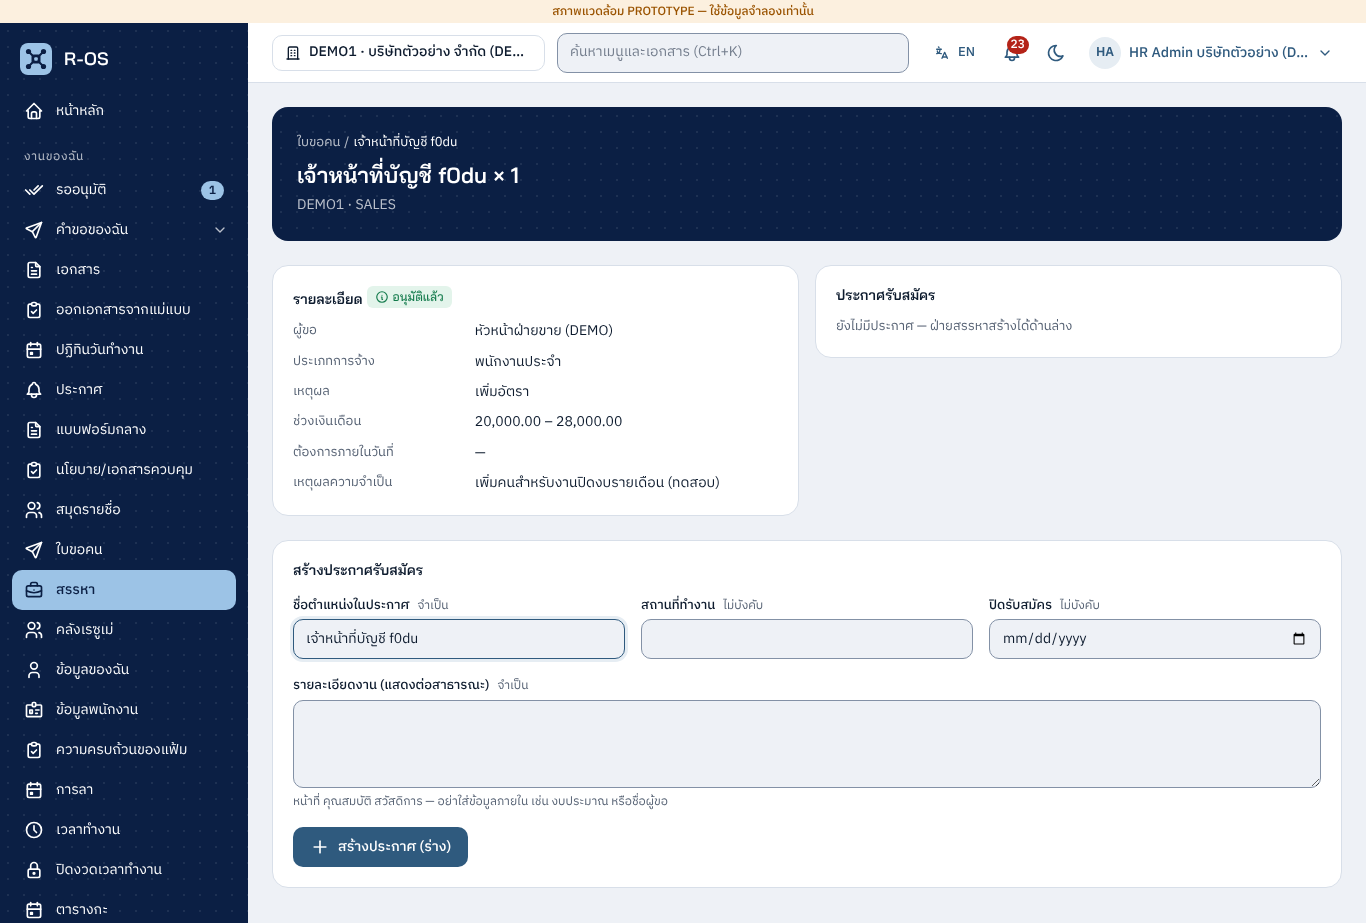 สภาพแวดล้อม PROTOTYPE — ใช้ข้อมูลจำลองเท่านั้น
R-OS
DEMO1 · บริษัทตัวอย่าง จำกัด (DE...
ค้นหาเมนูและเอกสาร (Ctrl+K)
EN
23
HA
HR Admin บริษัทตัวอย่าง (D...
หน้าหลัก
งานของฉัน
รออนุมัติ 1
คำขอของฉัน
เอกสาร
ออกเอกสารจากแม่แบบ
ปฏิทินวันทำงาน
ประกาศ
แบบฟอร์มกลาง
นโยบาย/เอกสารควบคุม
สมุดรายชื่อ
ใบขอคน
สรรหา
คลังเรซูเม่
ข้อมูลของฉัน
ข้อมูลพนักงาน
ความครบถ้วนของแฟ้ม
การลา
เวลาทำงาน
ปิดงวดเวลาทำงาน
ตารางกะ
ใบขอคน / เจ้าหน้าที่บัญชี f0du
เจ้าหน้าที่บัญชี f0du × 1
DEMO1 · SALES
รายละเอียด อนุมัติแล้ว
ผู้ขอ หัวหน้าฝ่ายขาย (DEMO)
ประเภทการจ้าง พนักงานประจำ
เหตุผล เพิ่มอัตรา
ช่วงเงินเดือน 20,000.00 – 28,000.00
ต้องการภายในวันที่ —
เหตุผลความจำเป็น เพิ่มคนสำหรับงานปิดงบรายเดือน (ทดสอบ)
ประกาศรับสมัคร
ยังไม่มีประกาศ — ฝ่ายสรรหาสร้างได้ด้านล่าง
สร้างประกาศรับสมัคร
ชื่อตำแหน่งในประกาศ จำเป็น
เจ้าหน้าที่บัญชี f0du
สถานที่ทำงาน ไม่บังคับ
ปิดรับสมัคร ไม่บังคับ
mm/dd/yyyy
รายละเอียดงาน (แสดงต่อสาธารณะ) จำเป็น
หน้าที่ คุณสมบัติ สวัสดิการ — อย่าใส่ข้อมูลภายใน เช่น งบประมาณ หรือชื่อผู้ขอ
สร้างประกาศ (ร่าง)